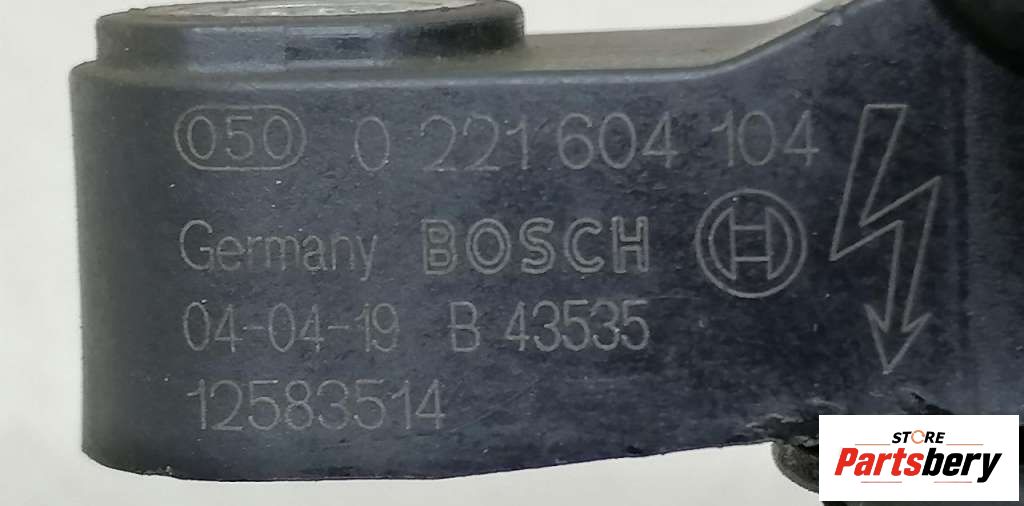 050 0 221 604 104
Germany BOSCH
04-04-19 B 43535
12583514
STORE
Partsbery